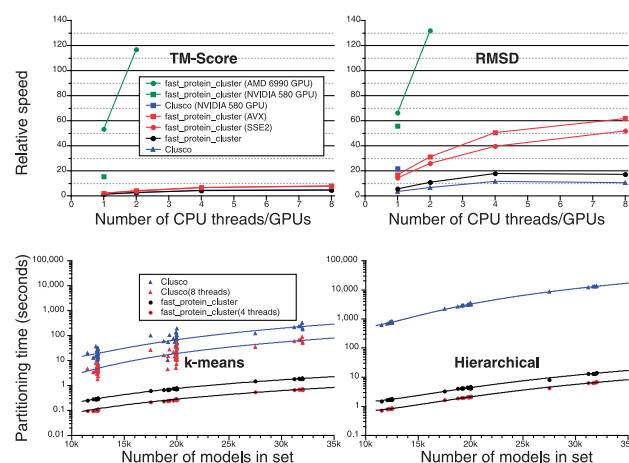 140
120
100
80
60
40
20
0
Relative speed
TM-Score
fast_protein_cluster (AMD 6990 GPU)
fast_protein_cluster (NVIDIA 580 GPU)
Clusco (NVIDIA 580 GPU)
fast_protein_cluster (AVX)
fast_protein_cluster (SSE2)
fast_protein_cluster
Clusco
0 1 2 3 4 5 6 7 8
Number of CPU threads/GPUs
140
120
100
80
60
40
20
0
RMSD
0 1 2 3 4 5 6 7 8
Number of CPU threads/GPUs
100,000
10,000
1,000
100
10
1
0.1
Partitioning time (seconds)
Clusco
Clusco(8 threads)
fast_protein_cluster
fast_protein_cluster(4 threads)
k-means
10k 15k 20k 25k 30k 35k
Number of models in set
100,000
10,000
1,000
100
10
1
0.1
Hierarchical
10k 15k 20k 25k 30k 35k
Number of models in set